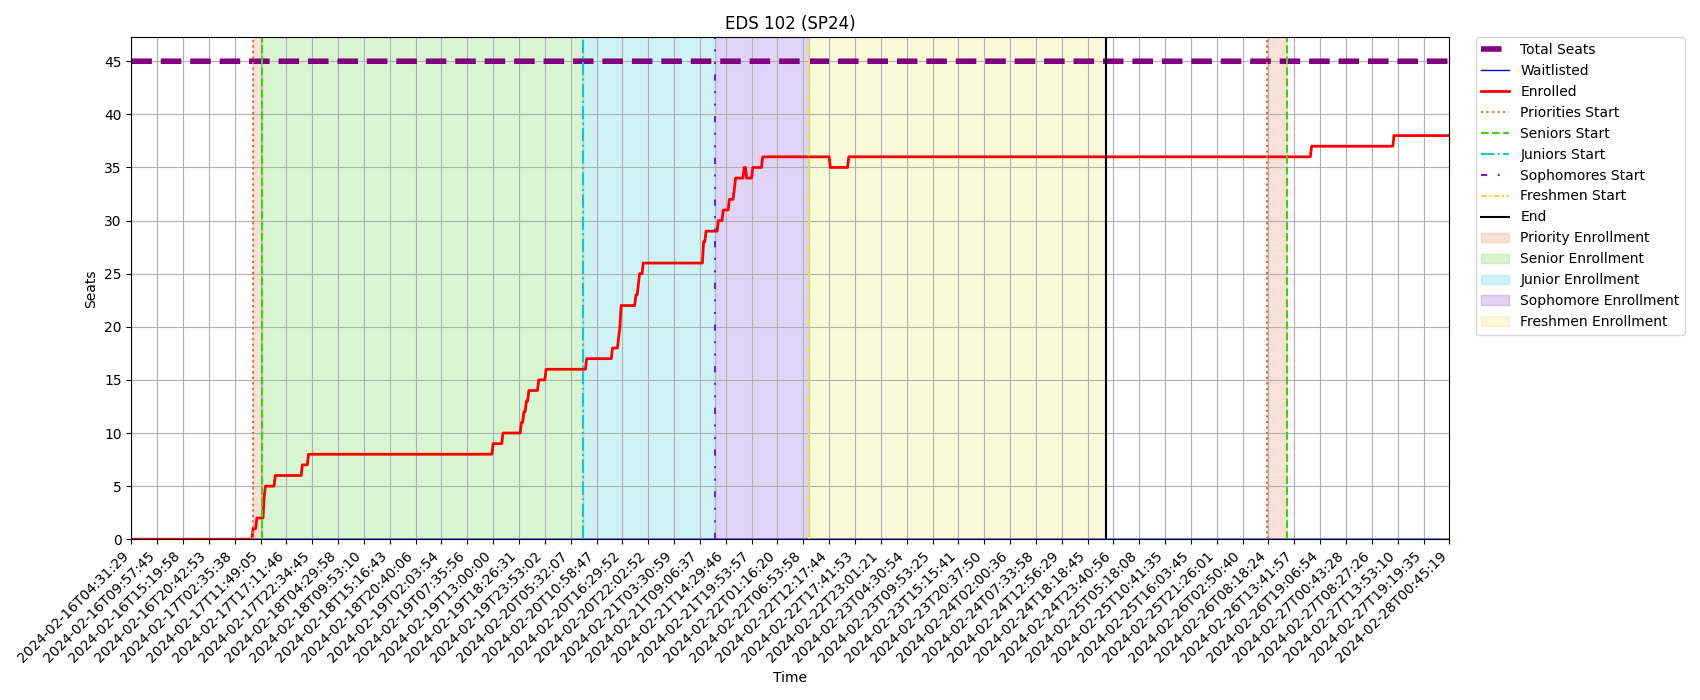 EDS 102 (SP24)
Seats
45
40
35
30
25
20
15
10
5
0
2024-02-16T04:31:29
2024-02-16T09:57:45
2024-02-16T15:19:58
2024-02-16T20:42:53
2024-02-17T02:35:38
2024-02-17T11:49:05
2024-02-17T17:11:46
2024-02-17T22:34:45
2024-02-18T04:29:58
2024-02-18T09:53:10
2024-02-18T15:16:43
2024-02-18T20:40:06
2024-02-19T02:03:54
2024-02-19T07:35:56
2024-02-19T13:00:00
2024-02-19T18:26:31
2024-02-19T23:53:02
2024-02-20T05:32:07
2024-02-20T10:58:47
2024-02-20T16:29:52
2024-02-20T22:02:52
2024-02-21T03:30:59
2024-02-21T09:06:37
2024-02-21T14:29:46
2024-02-21T19:53:57
2024-02-22T01:16:20
2024-02-22T06:53:58
2024-02-22T12:17:44
2024-02-22T17:41:53
2024-02-22T23:01:21
2024-02-23T04:30:54
2024-02-23T09:53:25
2024-02-23T15:15:41
2024-02-23T20:37:50
2024-02-24T02:00:36
2024-02-24T07:33:58
2024-02-24T12:56:29
2024-02-24T18:18:45
2024-02-24T23:40:56
2024-02-25T05:18:08
2024-02-25T10:41:35
2024-02-25T16:03:45
2024-02-25T21:26:01
2024-02-26T02:50:40
2024-02-26T08:18:24
2024-02-26T13:41:57
2024-02-26T19:06:54
2024-02-27T00:43:28
2024-02-27T08:27:26
2024-02-27T13:53:10
2024-02-27T19:19:35
2024-02-28T00:45:19
Time
Total Seats
Waitlisted
Enrolled
Priorities Start
Seniors Start
Juniors Start
Sophomores Start
Freshmen Start
End
Priority Enrollment
Senior Enrollment
Junior Enrollment
Sophomore Enrollment
Freshmen Enrollment